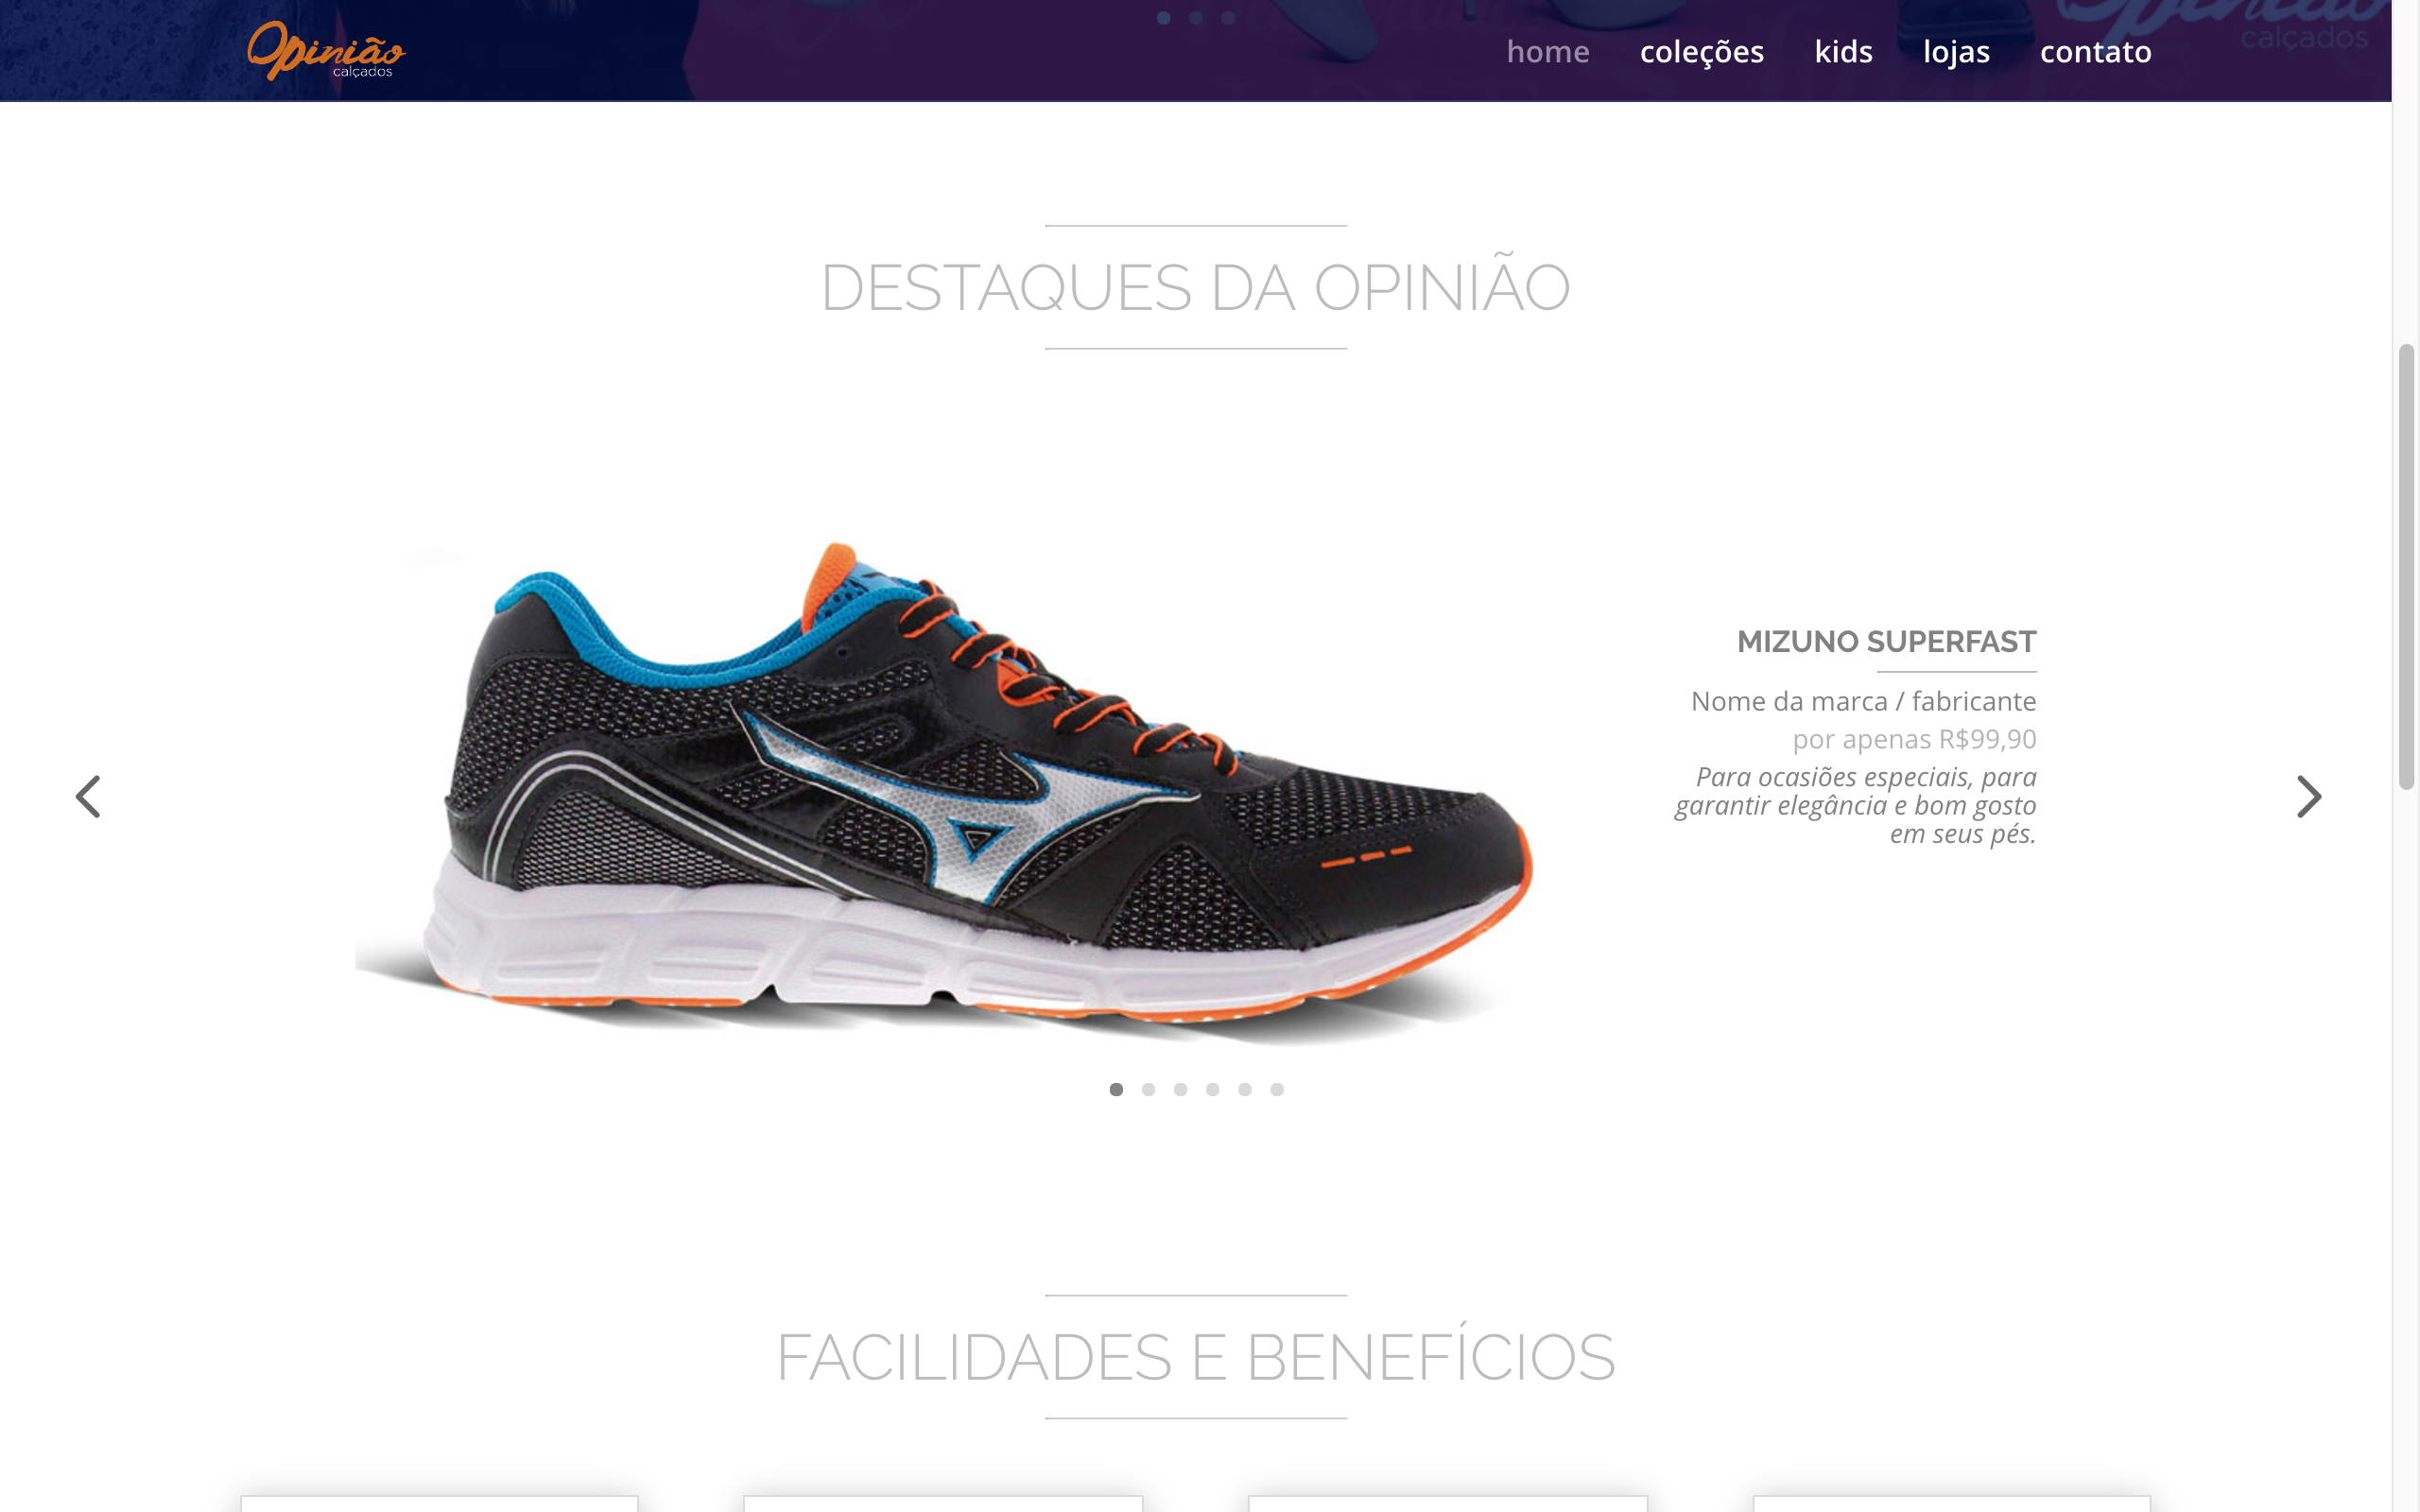 Opinião
calçados
home coleções kids lojas contato
Opinião
calçados
DESTAQUES DA OPINIÃO
MIZUNO SUPERFAST
Nome da marca / fabricante
por apenas R$99,90
Para ocasiões especiais, para
garantir elegância e bom gosto
em seus pés.
FACILIDADES E BENEFÍCIOS